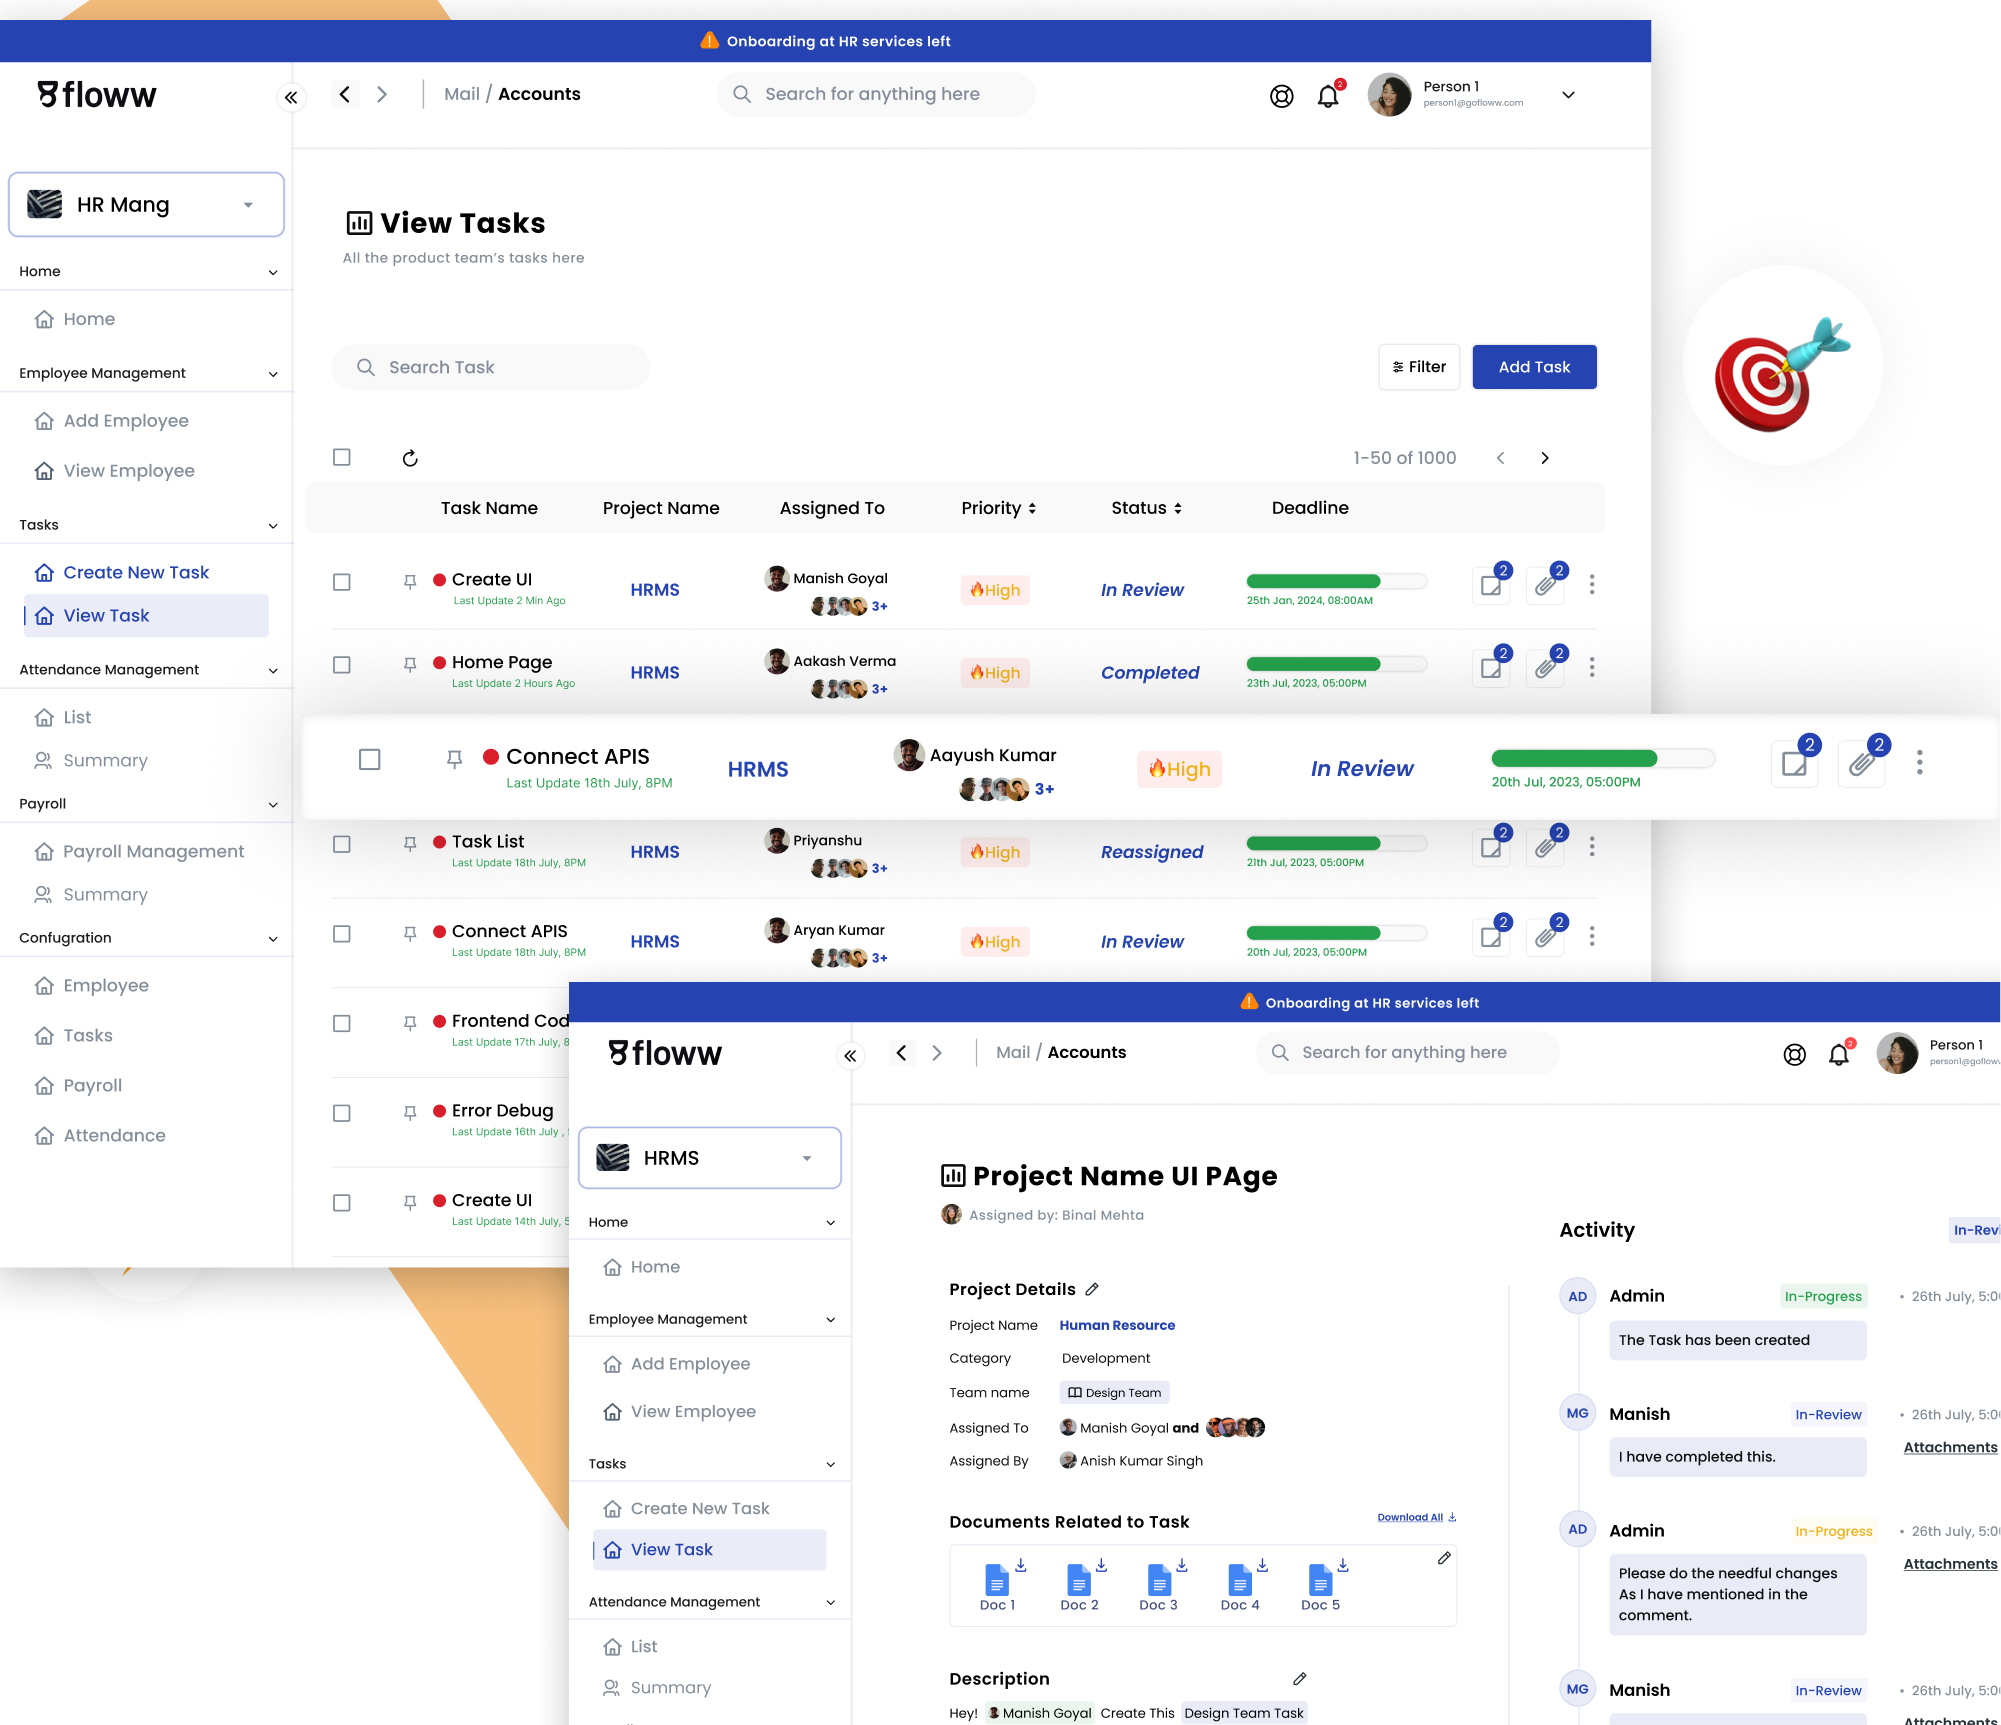 Onboarding at HR services left
floww
Mail / Accounts
Search for anything here
2
Person 1
person1@gofloww.com
HR Mang
Home
Home
Employee Management
Add Employee
View Employee
Tasks
Create New Task
View Task
Attendance Management
List
Summary
Payroll
Payroll Management
Summary
Confugration
Employee
Tasks
Payroll
Attendance
View Tasks
All the product team's tasks here
Search Task
Filter
Add Task
1-50 of 1000
Task Name Project Name Assigned To Priority Status Deadline
Create UI
Last Update 2 Min Ago
HRMS
Manish Goyal
3+
High
In Review
25th Jan, 2024, 08:00AM
2
2
Home Page
Last Update 2 Hours Ago
HRMS
Aakash Verma
3+
High
Completed
23th Jul, 2023, 05:00PM
2
2
Connect APIS
Last Update 18th July, 8PM
HRMS
Aayush Kumar
3+
High
In Review
20th Jul, 2023, 05:00PM
2
2
Task List
Last Update 18th July, 8PM
HRMS
Priyanshu
3+
High
Reassigned
21th Jul, 2023, 05:00PM
2
2
Connect APIS
Last Update 18th July, 8PM
HRMS
Aryan Kumar
3+
High
In Review
20th Jul, 2023, 05:00PM
2
2
Frontend Cod
Last Update 17th July, 8
Error Debug
Last Update 16th July ,
Create UI
Last Update 14th July, 5
Onboarding at HR services left
floww
Mail / Accounts
Search for anything here
2
Person 1
person1@gofloww
HRMS
Home
Home
Employee Management
Add Employee
View Employee
Tasks
Create New Task
View Task
Attendance Management
List
Summary
Project Name UI PAge
Assigned by: Binal Mehta
Project Details
Project Name Human Resource
Category Development
Team name Design Team
Assigned To Manish Goyal and
Assigned By Anish Kumar Singh
Documents Related to Task
Download All
Doc 1 Doc 2 Doc 3 Doc 4 Doc 5
Description
Hey! Manish Goyal Create This Design Team Task
Activity
In-Revi
AD Admin In-Progress • 26th July, 5:0
The Task has been created
MG Manish In-Review • 26th July, 5:0
Attachments
I have completed this.
AD Admin In-Progress • 26th July, 5:0
Attachments
Please do the needful changes
As I have mentioned in the
comment.
MG Manish In-Review • 26th July, 5:0
Attachments